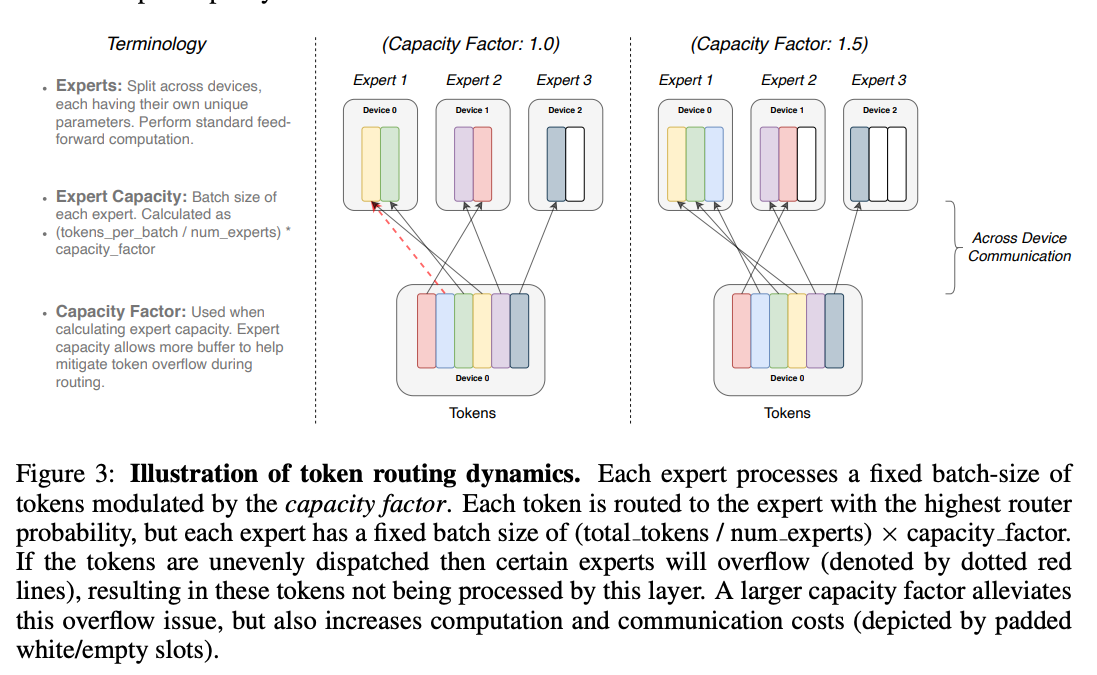 Terminology
• Experts: Split across devices,
each having their own unique
parameters. Perform standard feed-
forward computation.
• Expert Capacity: Batch size of
each expert. Calculated as
• (tokens_per_batch / num_experts) *
capacity_factor
• Capacity Factor: Used when
calculating expert capacity. Expert
capacity allows more buffer to help
mitigate token overflow during
routing.
(Capacity Factor: 1.0)
Expert 1 Expert 2 Expert 3
Device 0 Device 1 Device 2
Device 0
Tokens
(Capacity Factor: 1.5)
Expert 1 Expert 2 Expert 3
Device 0 Device 1 Device 2
Device 0
Tokens
Across Device
Communication
Figure 3: Illustration of token routing dynamics. Each expert processes a fixed batch-size of
tokens modulated by the capacity factor. Each token is routed to the expert with the highest router
probability, but each expert has a fixed batch size of (total_tokens / num_experts) × capacity_factor.
If the tokens are unevenly dispatched then certain experts will overflow (denoted by dotted red
lines), resulting in these tokens not being processed by this layer. A larger capacity factor alleviates
this overflow issue, but also increases computation and communication costs (depicted by padded
white/empty slots).